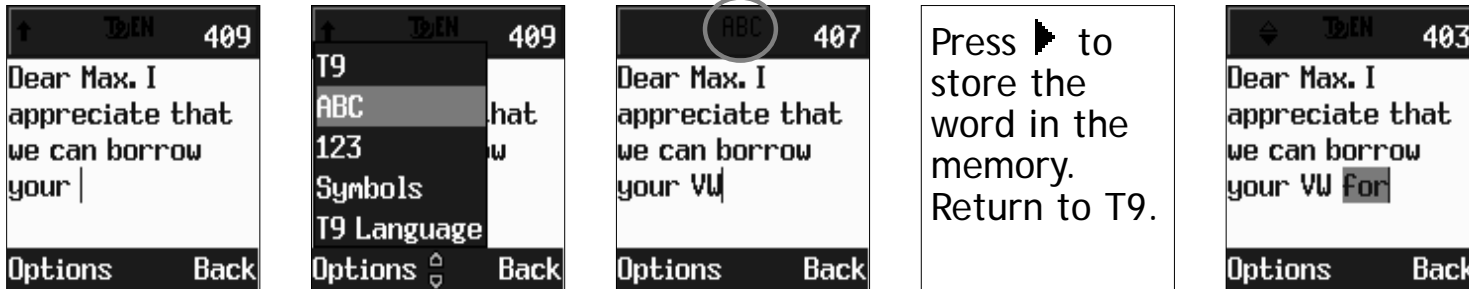 T9EN 409
Dear Max. I
appreciate that
we can borrow
your
Options Back
T9EN 409
T9
ABC
123
Symbols
T9 Language
hat
w
Options Back
ABC 407
Dear Max. I
appreciate that
we can borrow
your VW
Options Back
Press to
store the
word in the
memory.
Return to T9.
T9EN 403
Dear Max. I
appreciate that
we can borrow
your VW for
Options Back